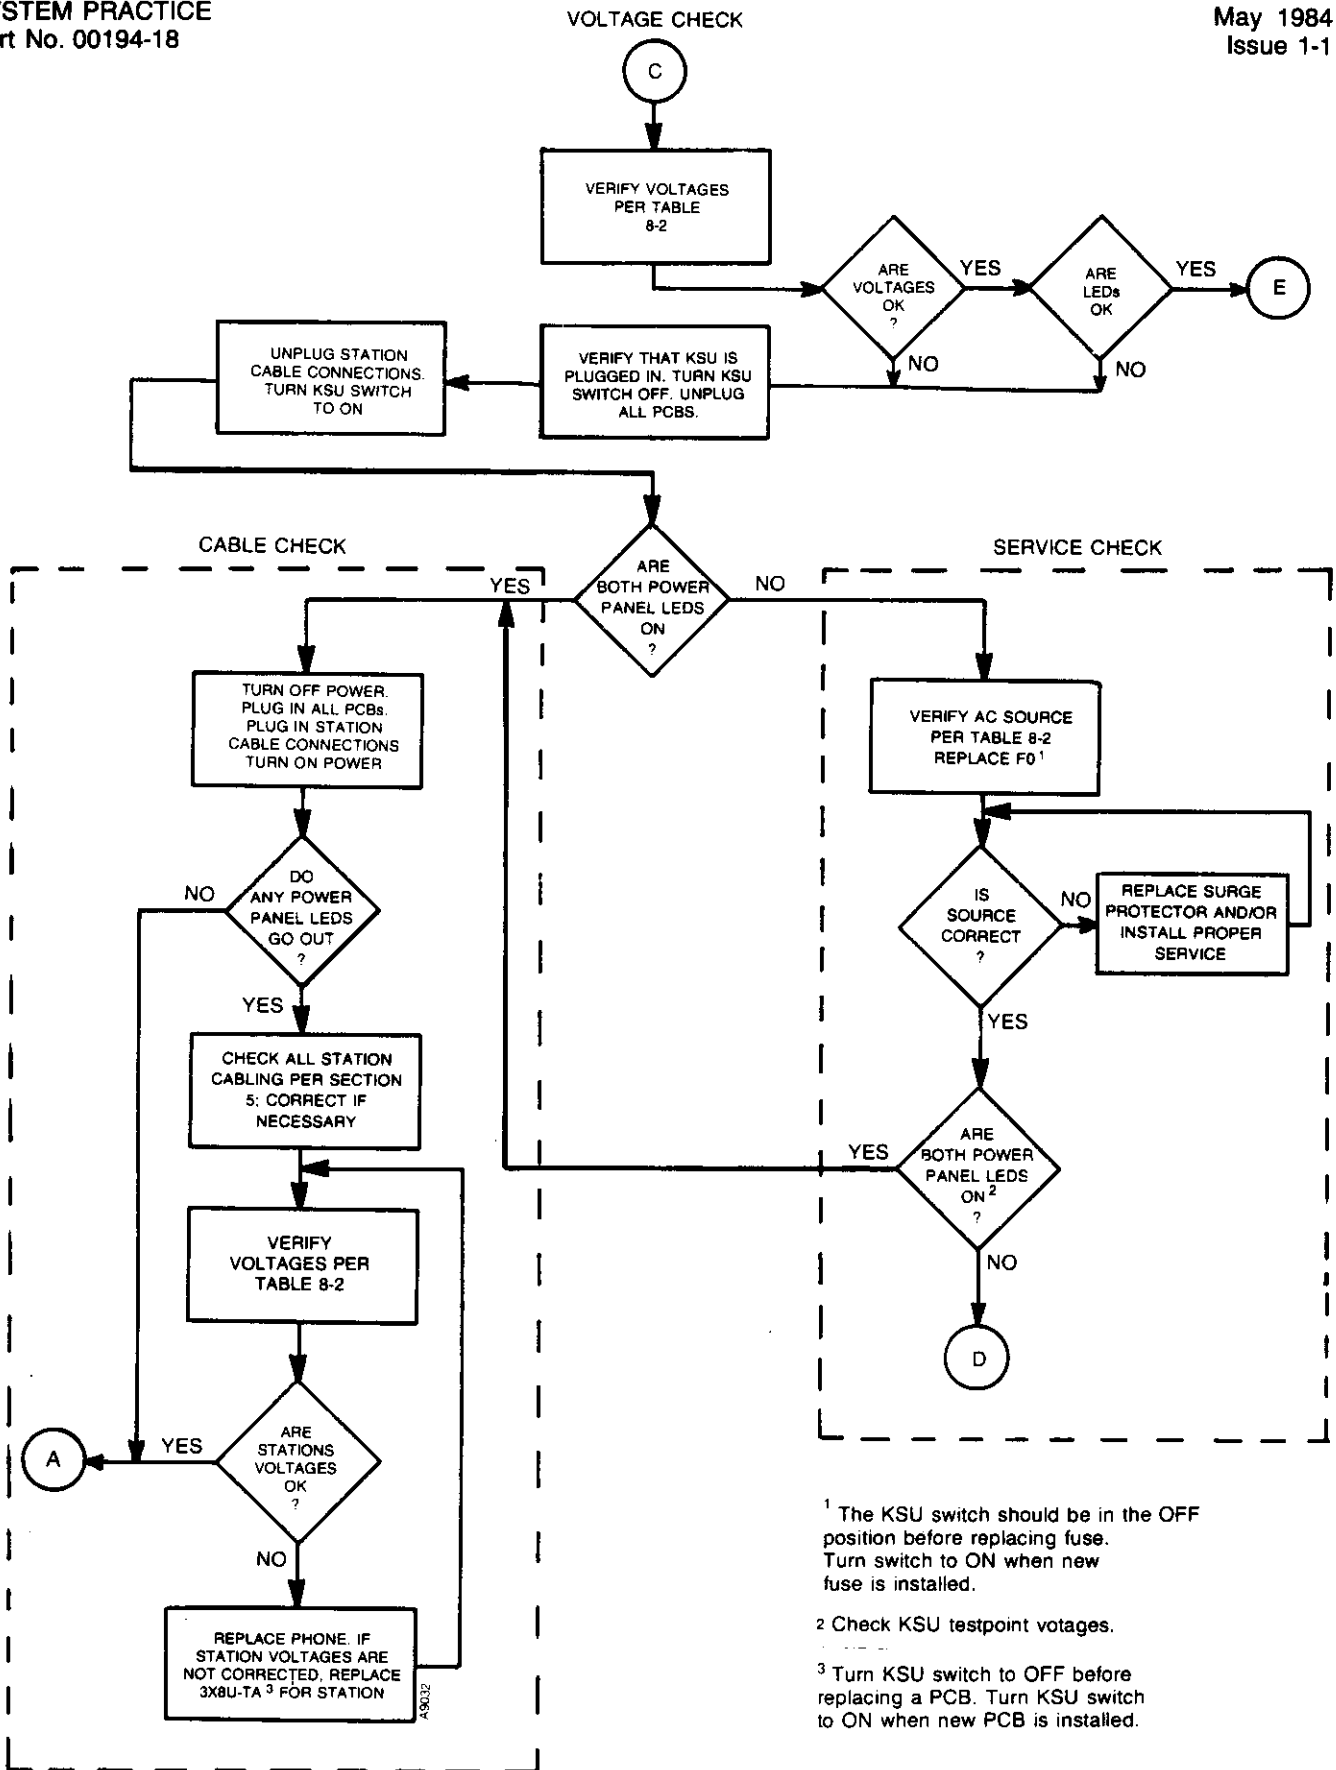 YSTEM PRACTICE
rt No. 00194-18
May 1984
Issue 1-1
VOLTAGE CHECK
C
VERIFY VOLTAGES
PER TABLE
8-2
ARE
VOLTAGES
OK
?
YES
NO
ARE
LEDs
OK
YES
NO
E
VERIFY THAT KSU IS
PLUGGED IN. TURN KSU
SWITCH OFF. UNPLUG
ALL PCBS.
UNPLUG STATION
CABLE CONNECTIONS.
TURN KSU SWITCH
TO ON
ARE
BOTH POWER
PANEL LEDS
ON
?
YES
NO
CABLE CHECK
TURN OFF POWER.
PLUG IN ALL PCBs.
PLUG IN STATION
CABLE CONNECTIONS
TURN ON POWER
DO
ANY POWER
PANEL LEDS
GO OUT
?
NO
YES
CHECK ALL STATION
CABLING PER SECTION
5: CORRECT IF
NECESSARY
VERIFY
VOLTAGES PER
TABLE 8-2
ARE
STATIONS
VOLTAGES
OK
?
YES
A
NO
REPLACE PHONE. IF
STATION VOLTAGES ARE
NOT CORRECTED, REPLACE
3X8U-TA 3 FOR STATION
A9032
SERVICE CHECK
VERIFY AC SOURCE
PER TABLE 8-2
REPLACE F0 1
IS
SOURCE
CORRECT
?
NO
REPLACE SURGE
PROTECTOR AND/OR
INSTALL PROPER
SERVICE
YES
ARE
BOTH POWER
PANEL LEDS
ON 2
?
YES
NO
D
1 The KSU switch should be in the OFF
position before replacing fuse.
Turn switch to ON when new
fuse is installed.
2 Check KSU testpoint votages.
3 Turn KSU switch to OFF before
replacing a PCB. Turn KSU switch
to ON when new PCB is installed.